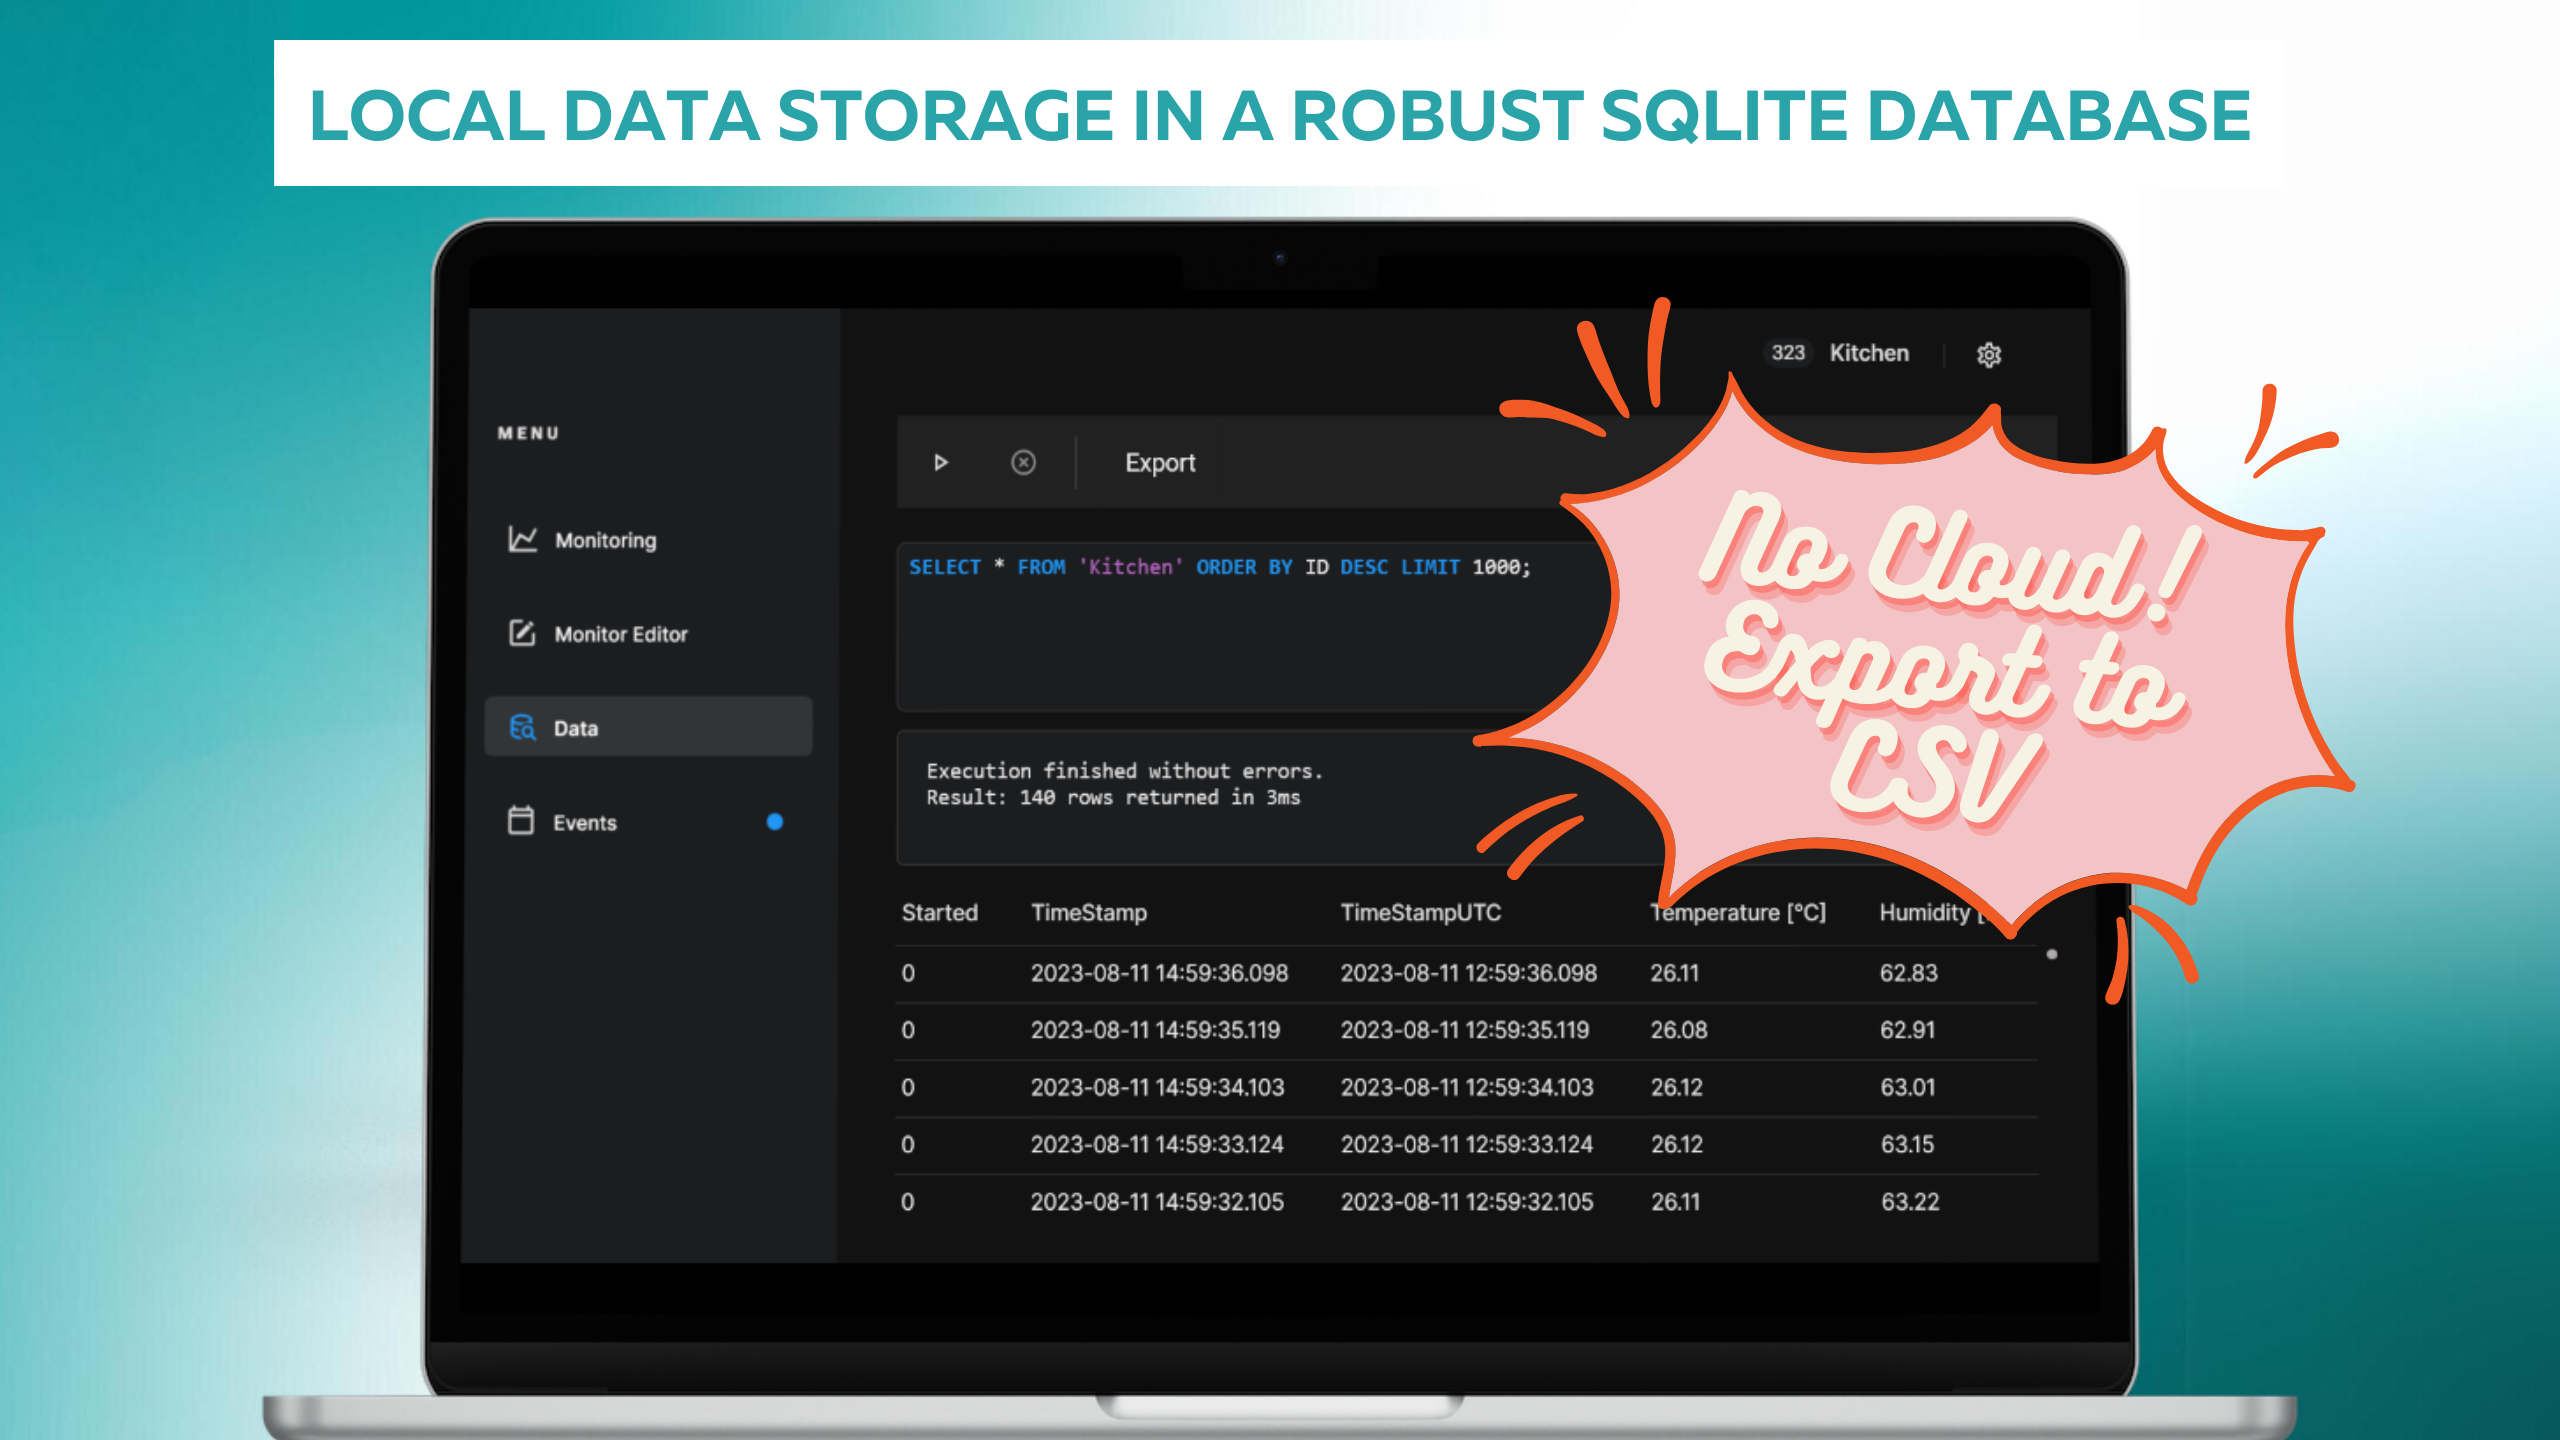 LOCAL DATA STORAGE IN A ROBUST SQLITE DATABASE
323 Kitchen
MENU
Monitoring
Monitor Editor
Data
Events
Export
SELECT * FROM 'Kitchen' ORDER BY ID DESC LIMIT 1000;
Execution finished without errors.
Result: 140 rows returned in 3ms
No Cloud!
Export to
CSV
Started TimeStamp TimeStampUTC Temperature [°C] Humidity [
0 2023-08-11 14:59:36.098 2023-08-11 12:59:36.098 26.11 62.83
0 2023-08-11 14:59:35.119 2023-08-11 12:59:35.119 26.08 62.91
0 2023-08-11 14:59:34.103 2023-08-11 12:59:34.103 26.12 63.01
0 2023-08-11 14:59:33.124 2023-08-11 12:59:33.124 26.12 63.15
0 2023-08-11 14:59:32.105 2023-08-11 12:59:32.105 26.11 63.22